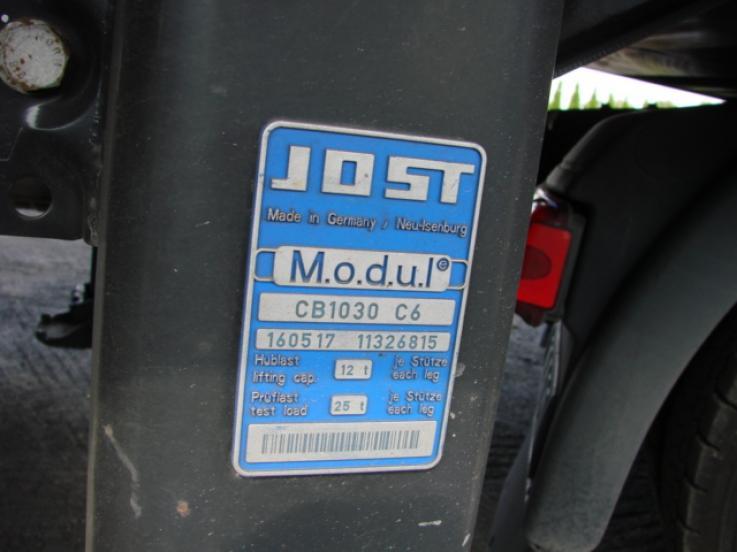 JOST
Made in Germany / Neu-Isenburg
M.o.d.u.l®
CB1030 C6
160517 11326815
Hublast 12 t je Stütze
lifting cap. each leg
Prüflast 25 t je Stütze
test load each leg